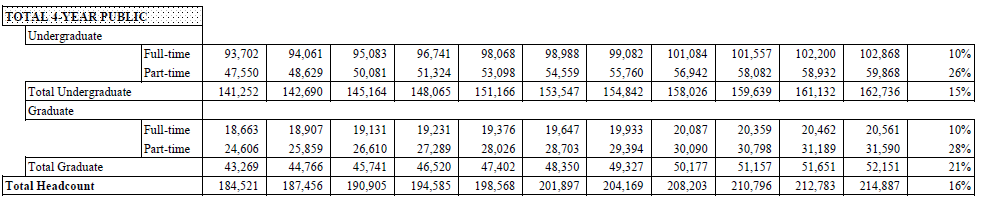 TOTAL 4-YEAR PUBLIC
Undergraduate
Full-time 93,702 94,061 95,083 96,741 98,068 98,988 99,082 101,084 101,557 102,200 102,868 10%
Part-time 47,550 48,629 50,081 51,324 53,098 54,559 55,760 56,942 58,082 58,932 59,868 26%
Total Undergraduate 141,252 142,690 145,164 148,065 151,166 153,547 154,842 158,026 159,639 161,132 162,736 15%
Graduate
Full-time 18,663 18,907 19,131 19,231 19,376 19,647 19,933 20,087 20,359 20,462 20,561 10%
Part-time 24,606 25,859 26,610 27,289 28,026 28,703 29,394 30,090 30,798 31,189 31,590 28%
Total Graduate 43,269 44,766 45,741 46,520 47,402 48,350 49,327 50,177 51,157 51,651 52,151 21%
Total Headcount 184,521 187,456 190,905 194,585 198,568 201,897 204,169 208,203 210,796 212,783 214,887 16%